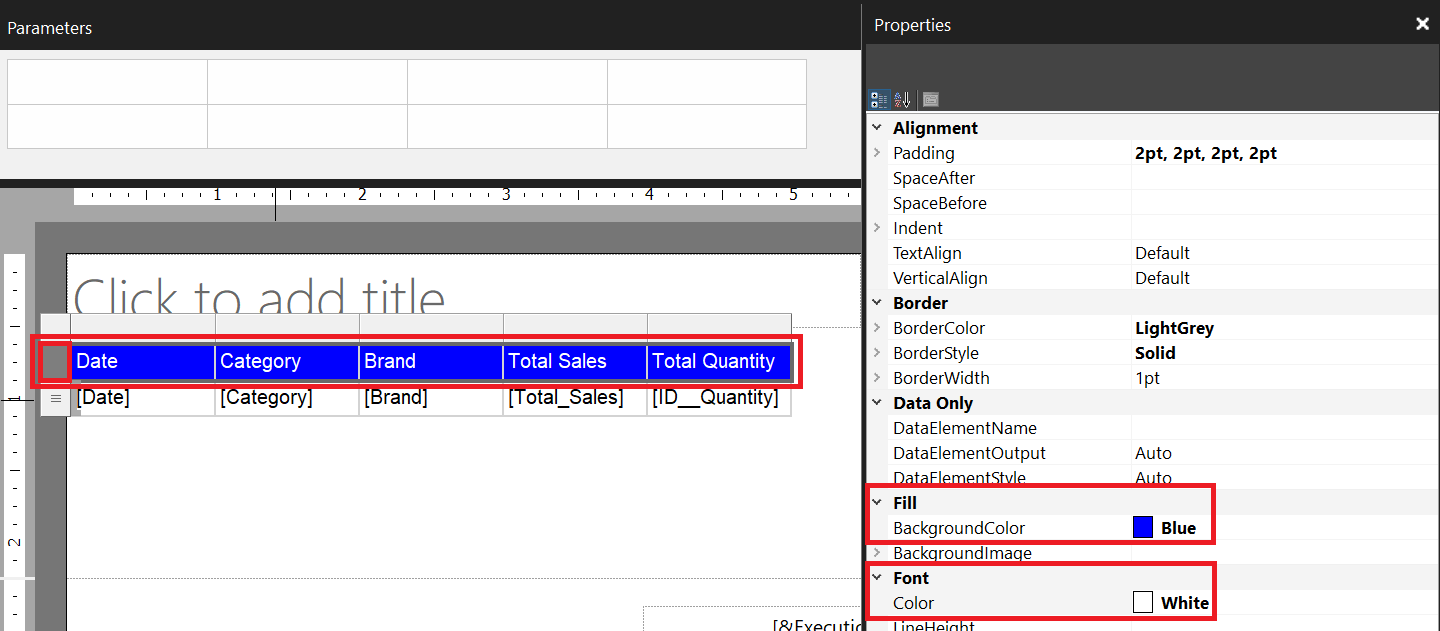 Parameters
Properties
1 2 3 4 5
Click to add title
Date Category Brand Total Sales Total Quantity
[Date] [Category] [Brand] [Total_Sales] [ID__Quantity]
1
2
[&Executio
Alignment
Padding 2pt, 2pt, 2pt, 2pt
SpaceAfter
SpaceBefore
Indent
TextAlign Default
VerticalAlign Default
Border
BorderColor LightGrey
BorderStyle Solid
BorderWidth 1pt
Data Only
DataElementName
DataElementOutput Auto
DataElementStyle Auto
Fill
BackgroundColor Blue
BackgroundImage
Font
Color White
LineHeight